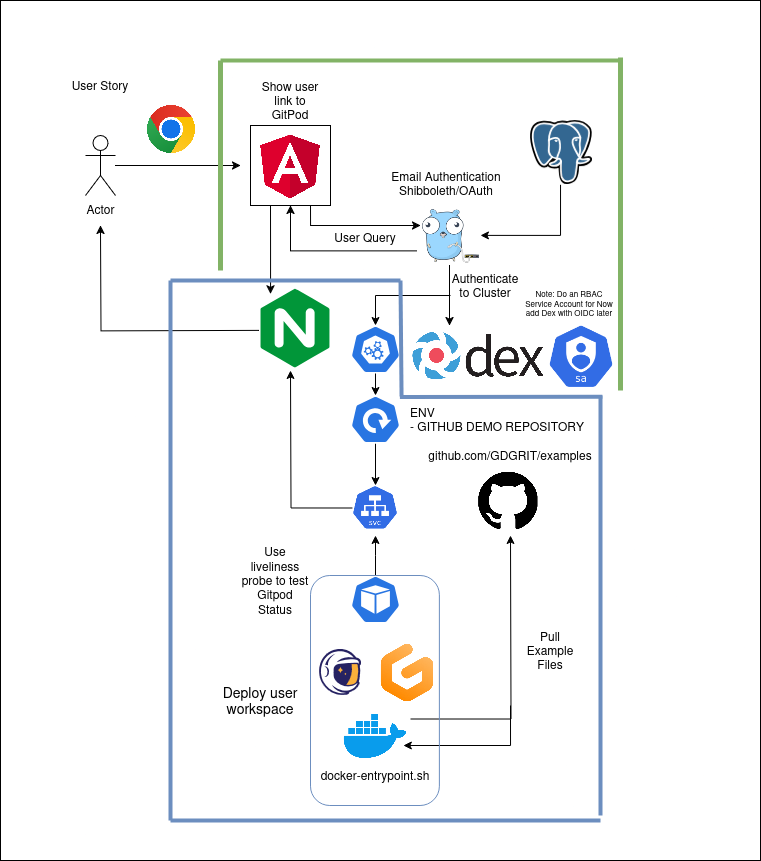 User Story
Show user
link to
GitPod
Actor
Email Authentication
Shibboleth/OAuth
User Query
Authenticate
to Cluster
Note: Do an RBAC
Service Account for Now
add Dex with OIDC later
dex
sa
ENV
- GITHUB DEMO REPOSITORY
github.com/GDGRIT/examples
svc
Use
liveliness
probe to test
Gitpod
Status
Pull
Example
Files
Deploy user
workspace
docker-entrypoint.sh